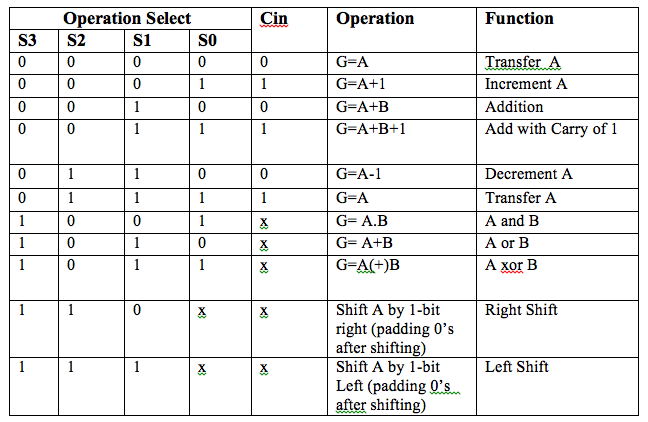 Operation Select Cin Operation Function
S3 S2 S1 S0
0 0 0 0 0 G=A Transfer A
0 0 0 1 1 G=A+1 Increment A
0 0 1 0 0 G=A+B Addition
0 0 1 1 1 G=A+B+1 Add with Carry of 1
0 1 1 0 0 G=A-1 Decrement A
0 1 1 1 1 G=A Transfer A
1 0 0 1 x G= A.B A and B
1 0 1 0 x G= A+B A or B
1 0 1 1 x G=A(+)B A xor B
1 1 0 x x Shift A by 1-bit Right Shift
right (padding 0's
after shifting)
1 1 1 x x Shift A by 1-bit Left Shift
Left (padding 0's
after shifting)